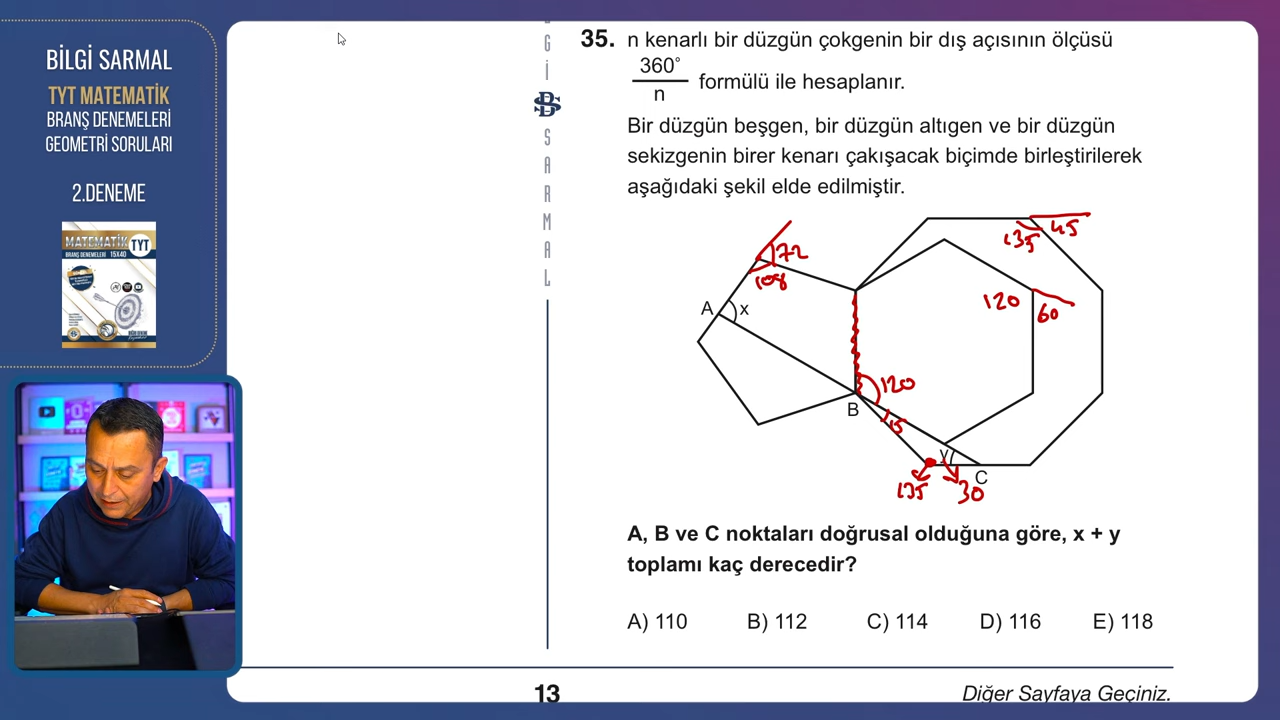 BİLGİ SARMAL
TYT MATEMATİK
BRANŞ DENEMELERİ
GEOMETRİ SORULARI
2.DENEME
MATEMATİK TYT
BRANŞ DENEMELERİ 15X40
G
İ
S
A
R
M
A
L
35. n kenarlı bir düzgün çokgenin bir dış açısının ölçüsü
360°
n
formülü ile hesaplanır.
Bir düzgün beşgen, bir düzgün altıgen ve bir düzgün
sekizgenin birer kenarı çakışacak biçimde birleştirilerek
aşağıdaki şekil elde edilmiştir.
135 45
72
108
A x
120
60
120
B
15
y
C
135 30
A, B ve C noktaları doğrusal olduğuna göre, x + y
toplamı kaç derecedir?
A) 110 B) 112 C) 114 D) 116 E) 118
13
Diğer Sayfaya Geçiniz.